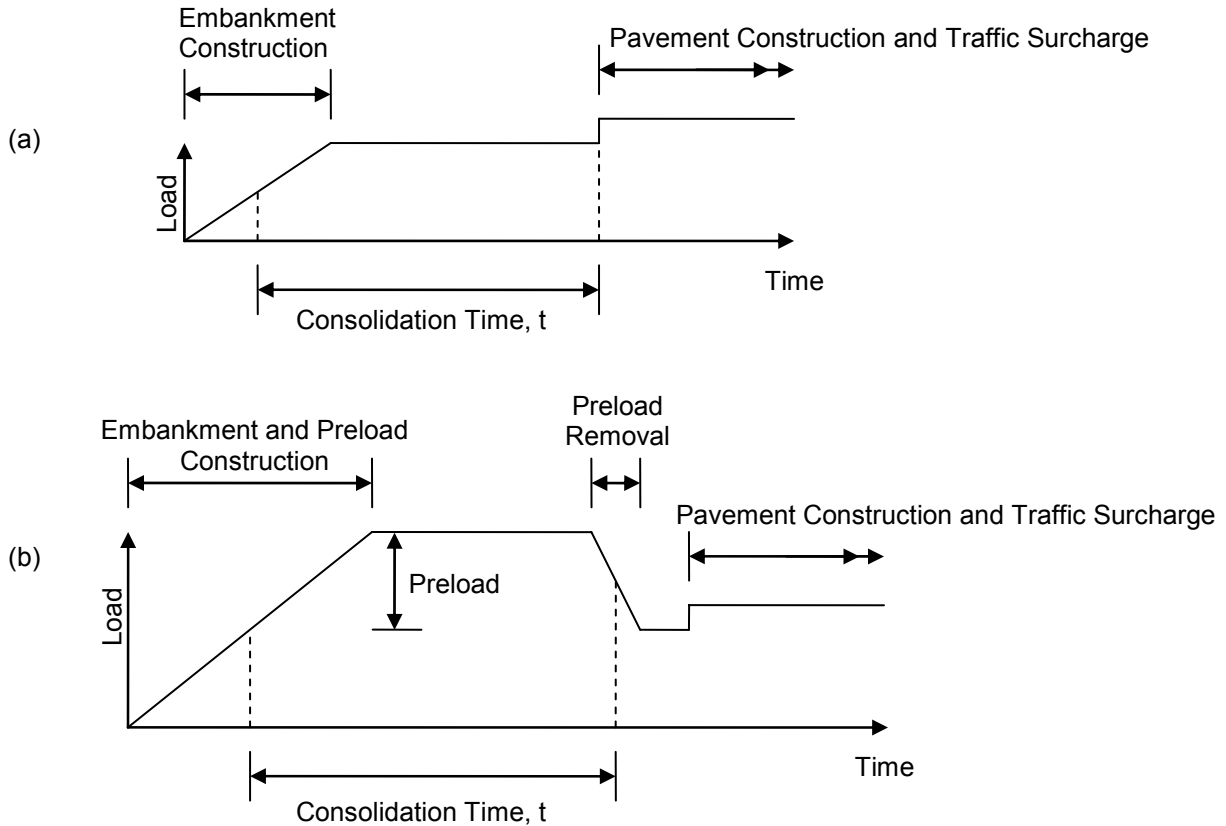 Embankment
Construction
Pavement Construction and Traffic Surcharge
(a)
Load
Time
Consolidation Time, t
Preload
Removal
Embankment and Preload
Construction
Pavement Construction and Traffic Surcharge
(b)
Preload
Load
Time
Consolidation Time, t